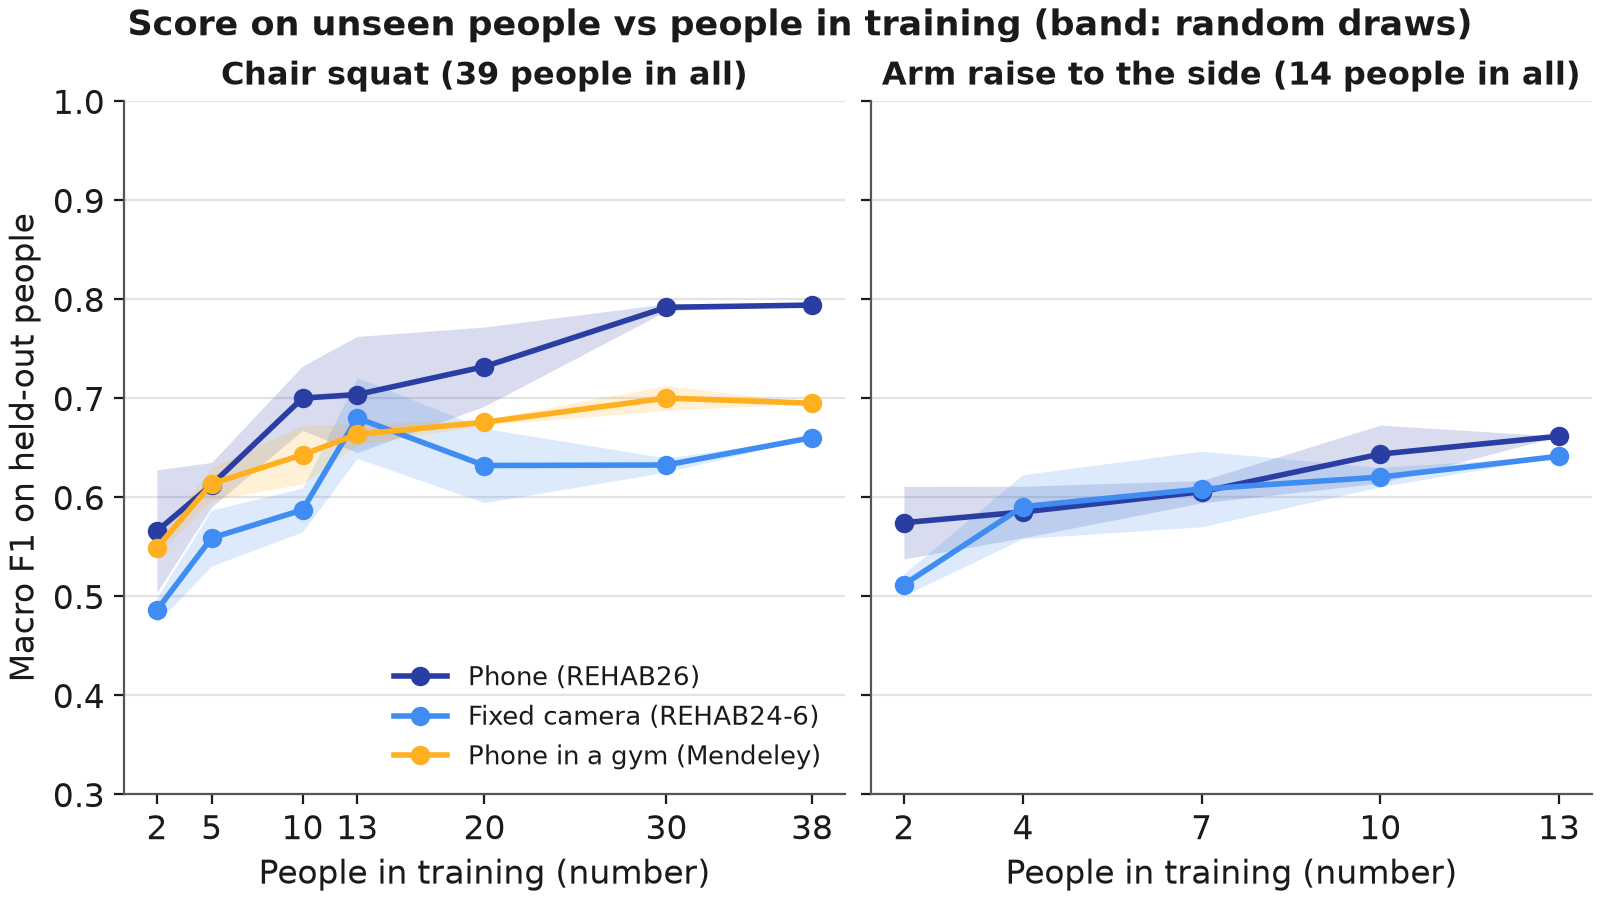 Score on unseen people vs people in training (band: random draws)
Chair squat (39 people in all)
Arm raise to the side (14 people in all)
Macro F1 on held-out people
1.0
0.9
0.8
0.7
0.6
0.5
0.4
0.3
Phone (REHAB26)
Fixed camera (REHAB24-6)
Phone in a gym (Mendeley)
2 5 10 13 20 30 38
2 4 7 10 13
People in training (number)
People in training (number)